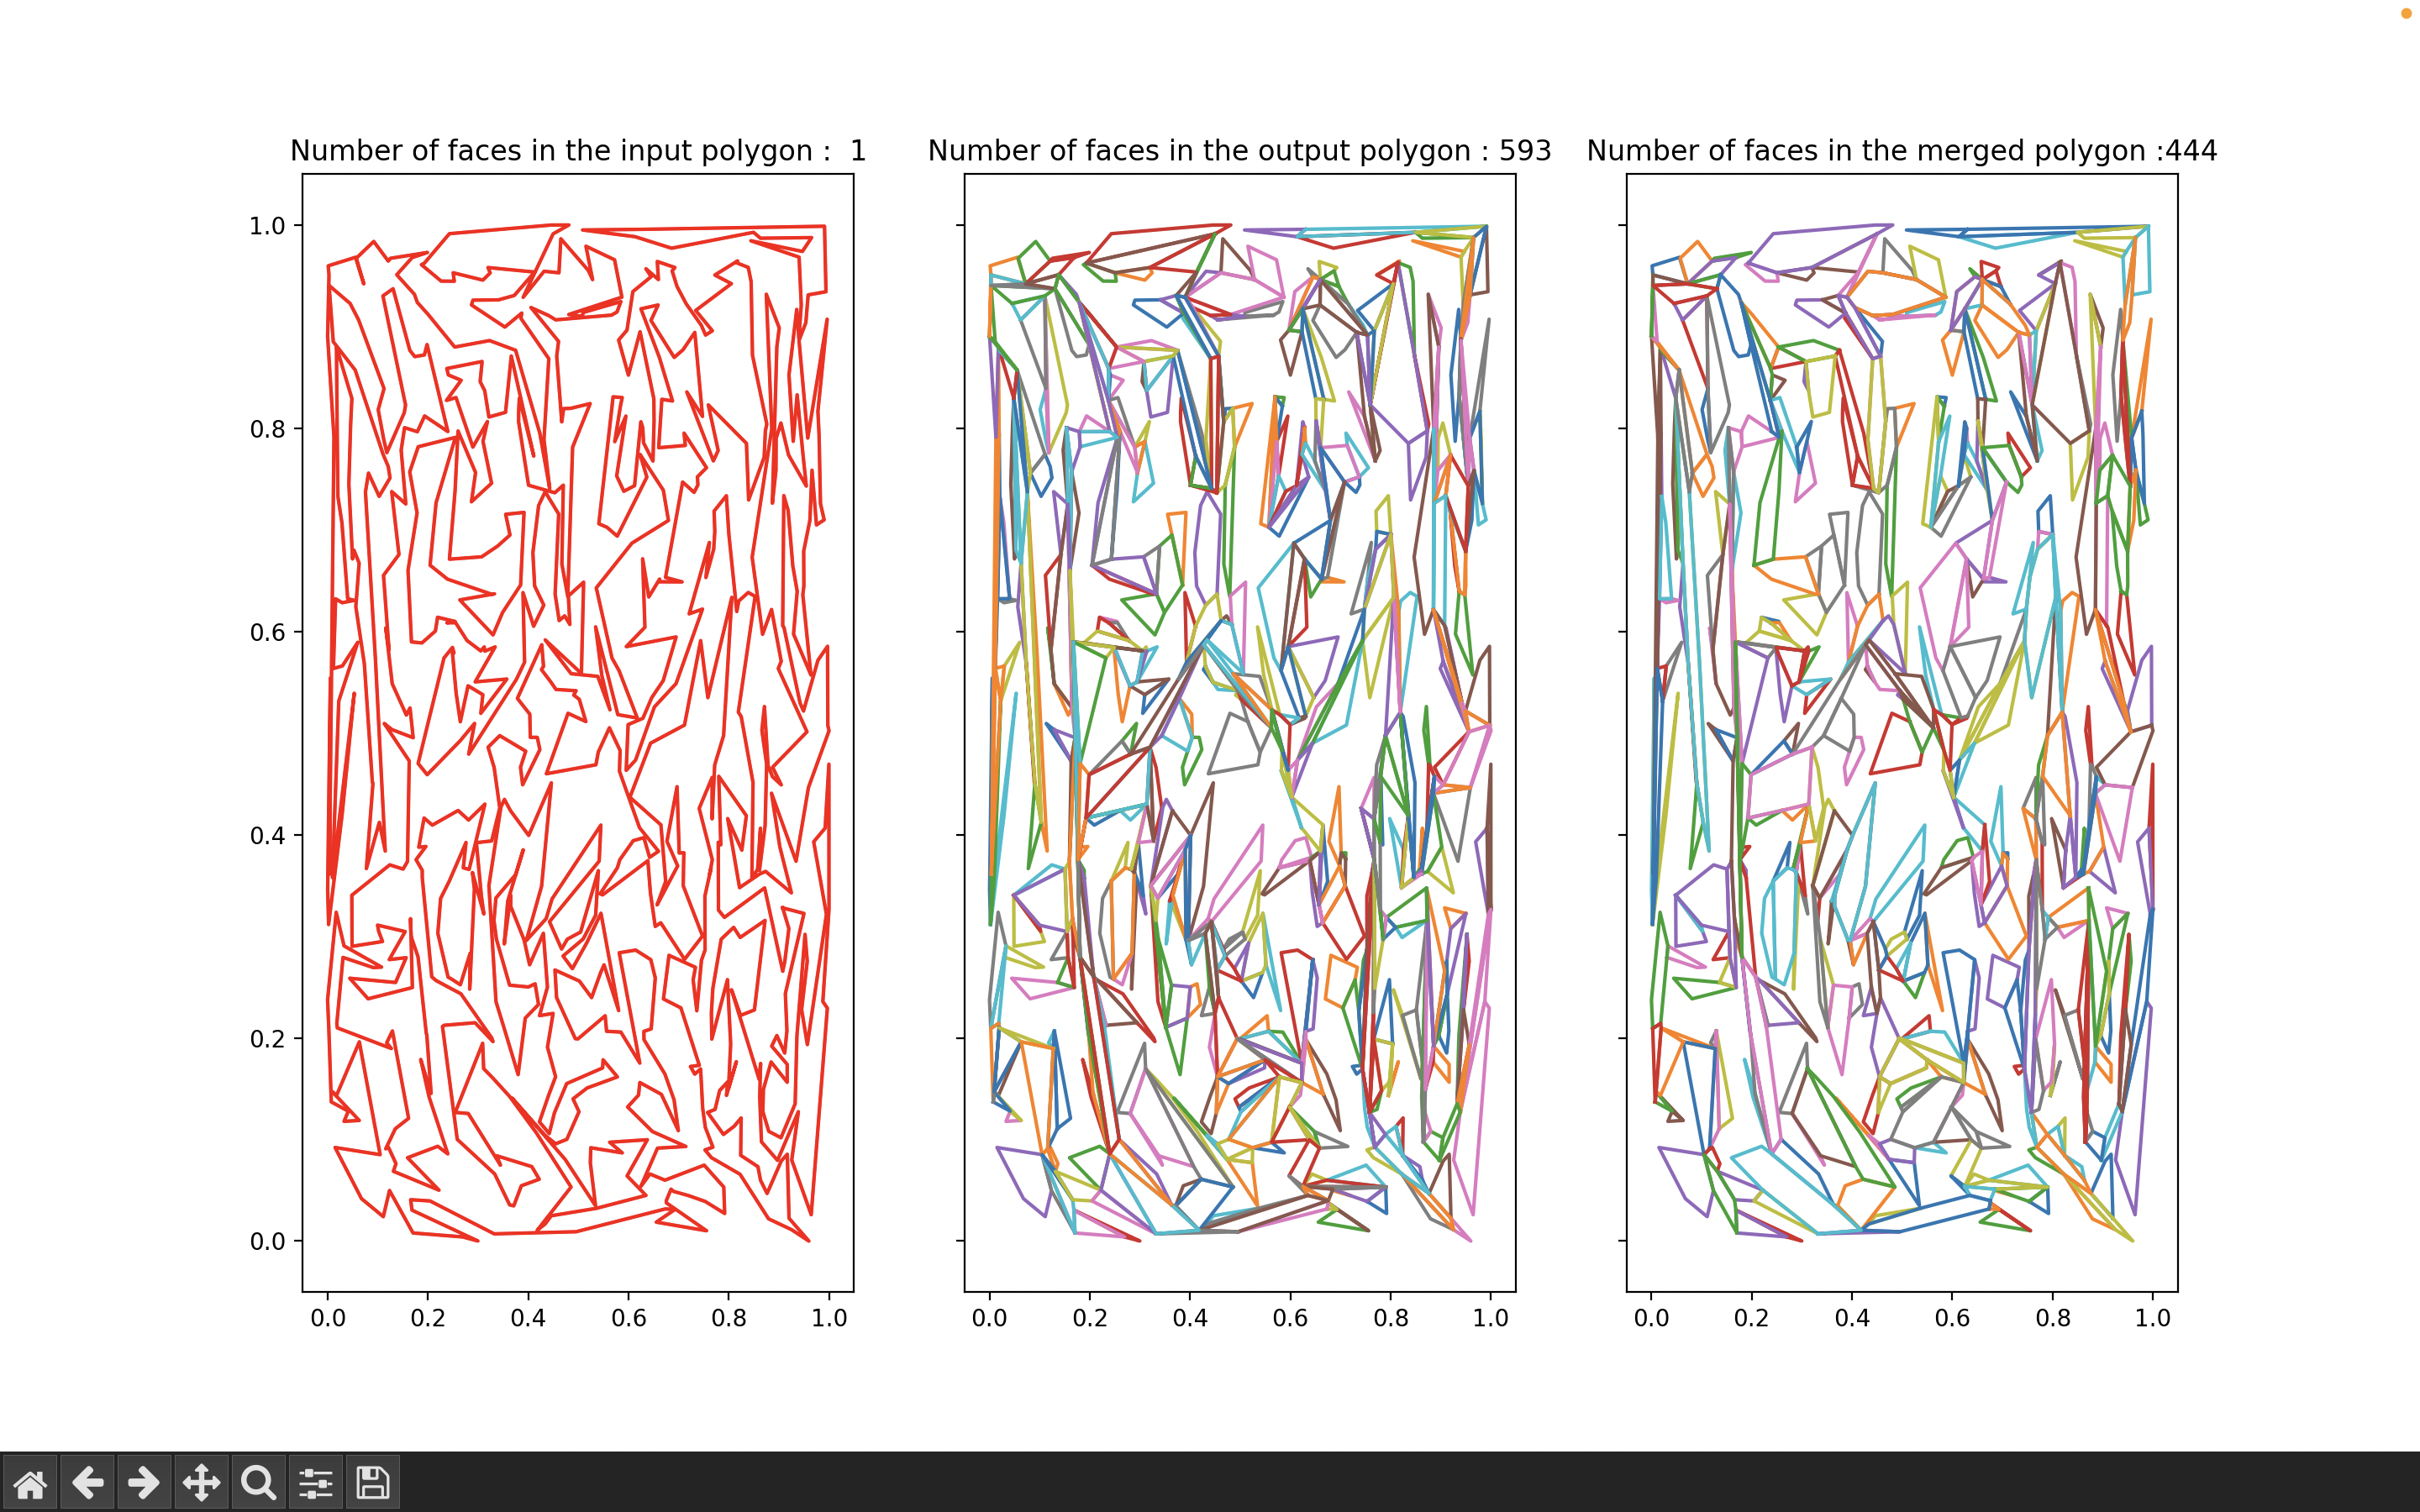 Number of faces in the input polygon :  1
Number of faces in the output polygon : 593
Number of faces in the merged polygon :444
1.0
0.8
0.6
0.4
0.2
0.0
0.0 0.2 0.4 0.6 0.8 1.0
0.0 0.2 0.4 0.6 0.8 1.0
0.0 0.2 0.4 0.6 0.8 1.0